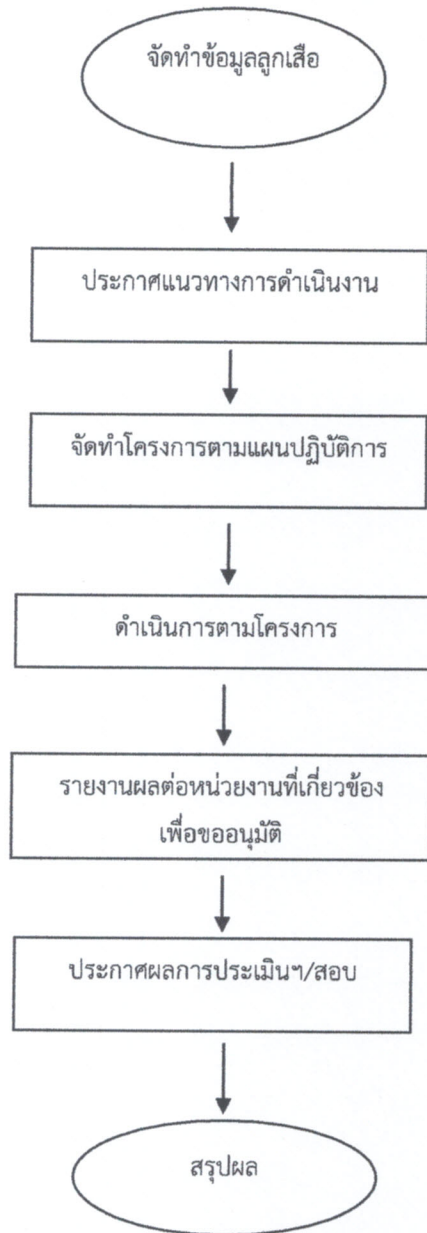 จัดทำข้อมูลลูกเสือ
ประกาศแนวทางการดำเนินงาน
จัดทำโครงการตามแผนปฏิบัติการ
ดำเนินการตามโครงการ
รายงานผลต่อหน่วยงานที่เกี่ยวข้อง
เพื่อขออนุมัติ
ประกาศผลการประเมินฯ/สอบ
สรุปผล